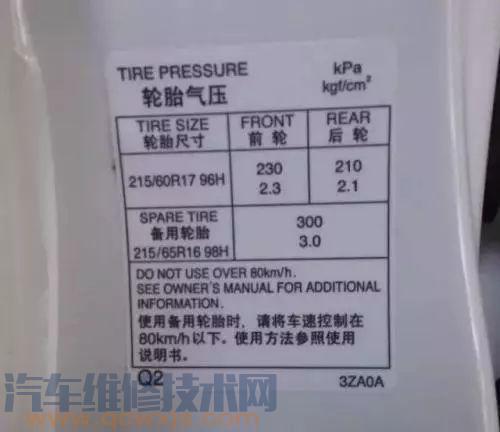 TIRE PRESSURE kPa
轮胎气压 kgf/cm²
TIRE SIZE FRONT REAR
轮胎尺寸 前 轮 后 轮
215/60R17 96H 230 210
2.3 2.1
SPARE TIRE 300
备用轮胎 3.0
215/65R16 98H
DO NOT USE OVER 80km/h.
SEE OWNER'S MANUAL FOR ADDITIONAL
INFORMATION.
使用备用轮胎时, 请将车速控制在
80km/h以下。使用方法参照使用
说明书。
Q2 3ZA0A
汽车维修技术网
www.qcwxjs.com